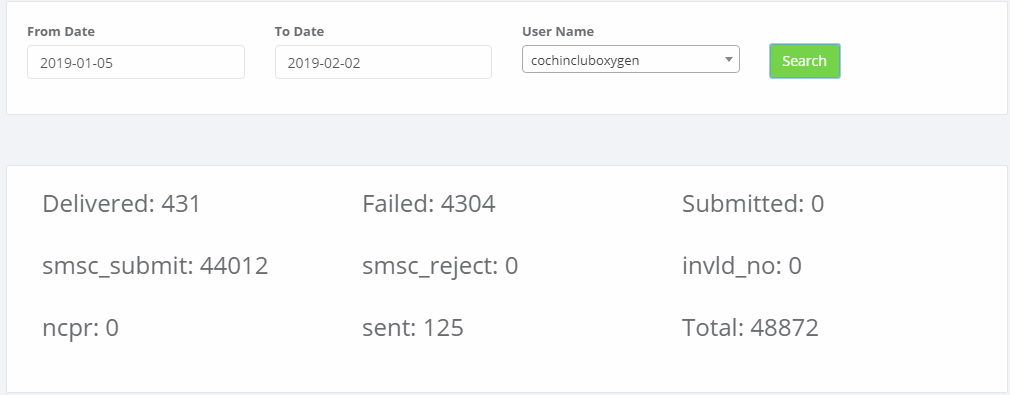 From Date To Date User Name
2019-01-05 2019-02-02 cochincluboxygen Search
Delivered: 431 Failed: 4304 Submitted: 0
smsc_submit: 44012 smsc_reject: 0 invld_no: 0
ncpr: 0 sent: 125 Total: 48872